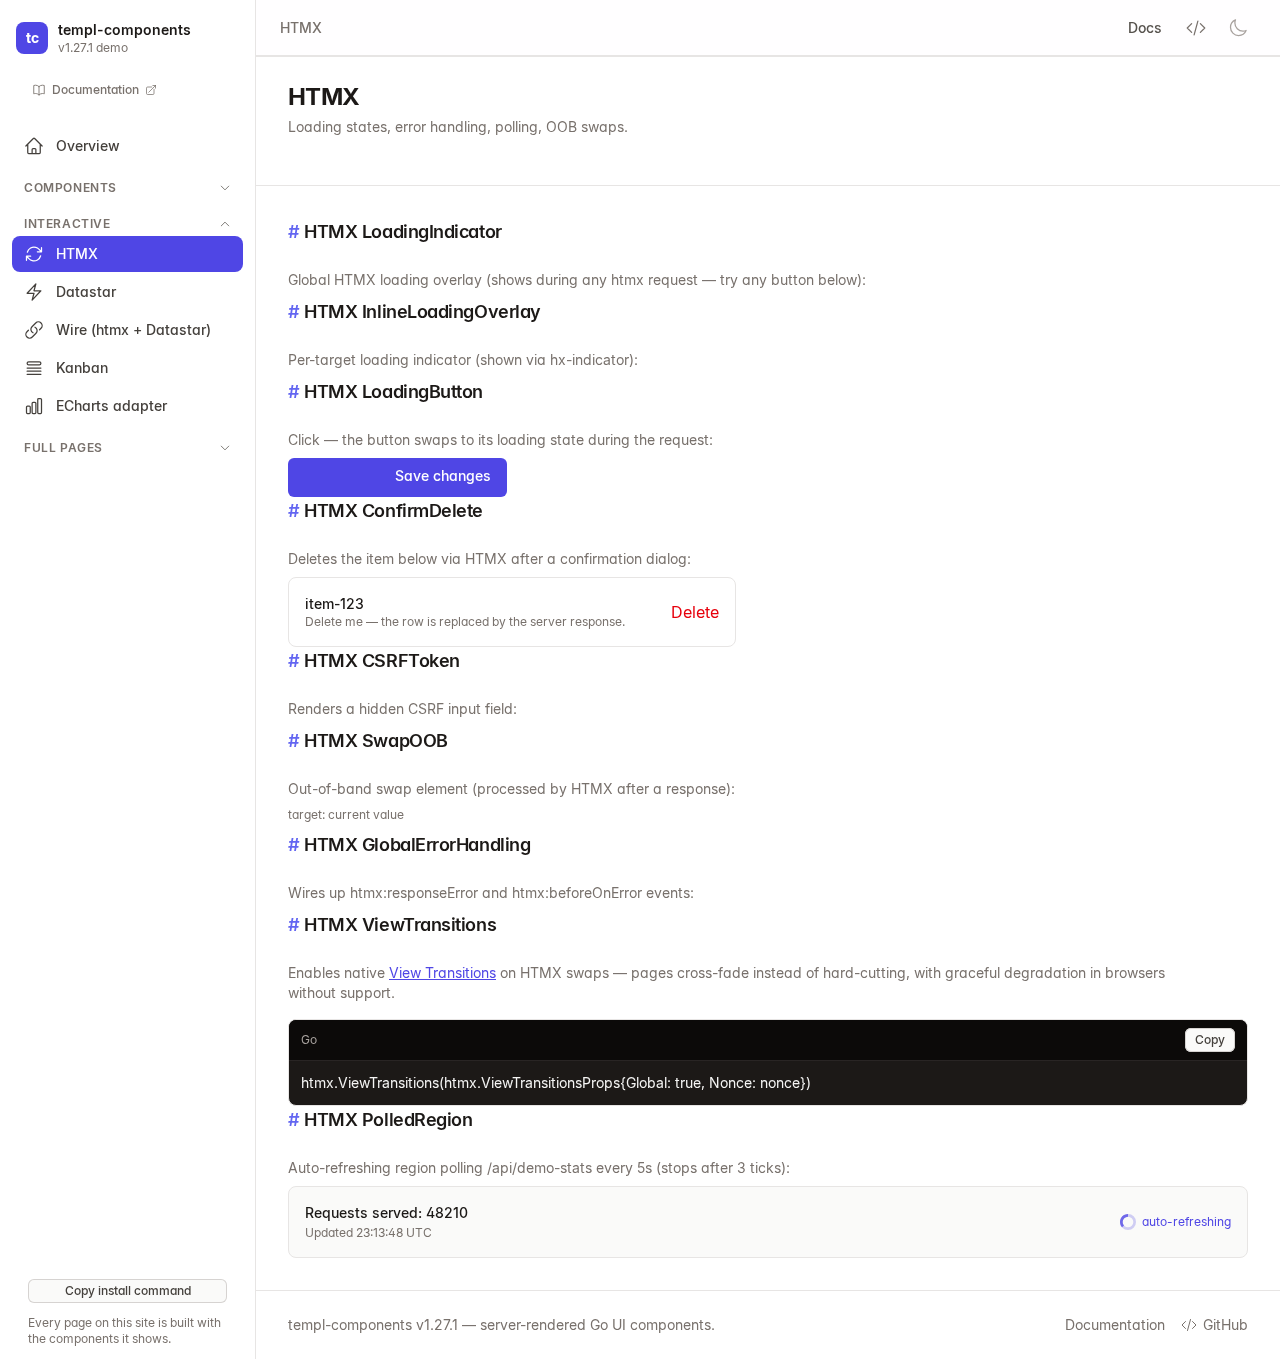 tc
templ-components
v1.27.1 demo
Documentation
Overview
COMPONENTS
INTERACTIVE
HTMX
Datastar
Wire (htmx + Datastar)
Kanban
ECharts adapter
FULL PAGES
Copy install command
Every page on this site is built with
the components it shows.
HTMX
Docs
HTMX
Loading states, error handling, polling, OOB swaps.
# HTMX LoadingIndicator
Global HTMX loading overlay (shows during any htmx request — try any button below):
# HTMX InlineLoadingOverlay
Per-target loading indicator (shown via hx-indicator):
# HTMX LoadingButton
Click — the button swaps to its loading state during the request:
Save changes
# HTMX ConfirmDelete
Deletes the item below via HTMX after a confirmation dialog:
item-123
Delete me — the row is replaced by the server response.
Delete
# HTMX CSRFToken
Renders a hidden CSRF input field:
# HTMX SwapOOB
Out-of-band swap element (processed by HTMX after a response):
target: current value
# HTMX GlobalErrorHandling
Wires up htmx:responseError and htmx:beforeOnError events:
# HTMX ViewTransitions
Enables native View Transitions on HTMX swaps — pages cross-fade instead of hard-cutting, with graceful degradation in browsers
without support.
Go
Copy
htmx.ViewTransitions(htmx.ViewTransitionsProps{Global: true, Nonce: nonce})
# HTMX PolledRegion
Auto-refreshing region polling /api/demo-stats every 5s (stops after 3 ticks):
Requests served: 48210
Updated 23:13:48 UTC
auto-refreshing
templ-components v1.27.1 — server-rendered Go UI components.
Documentation
GitHub